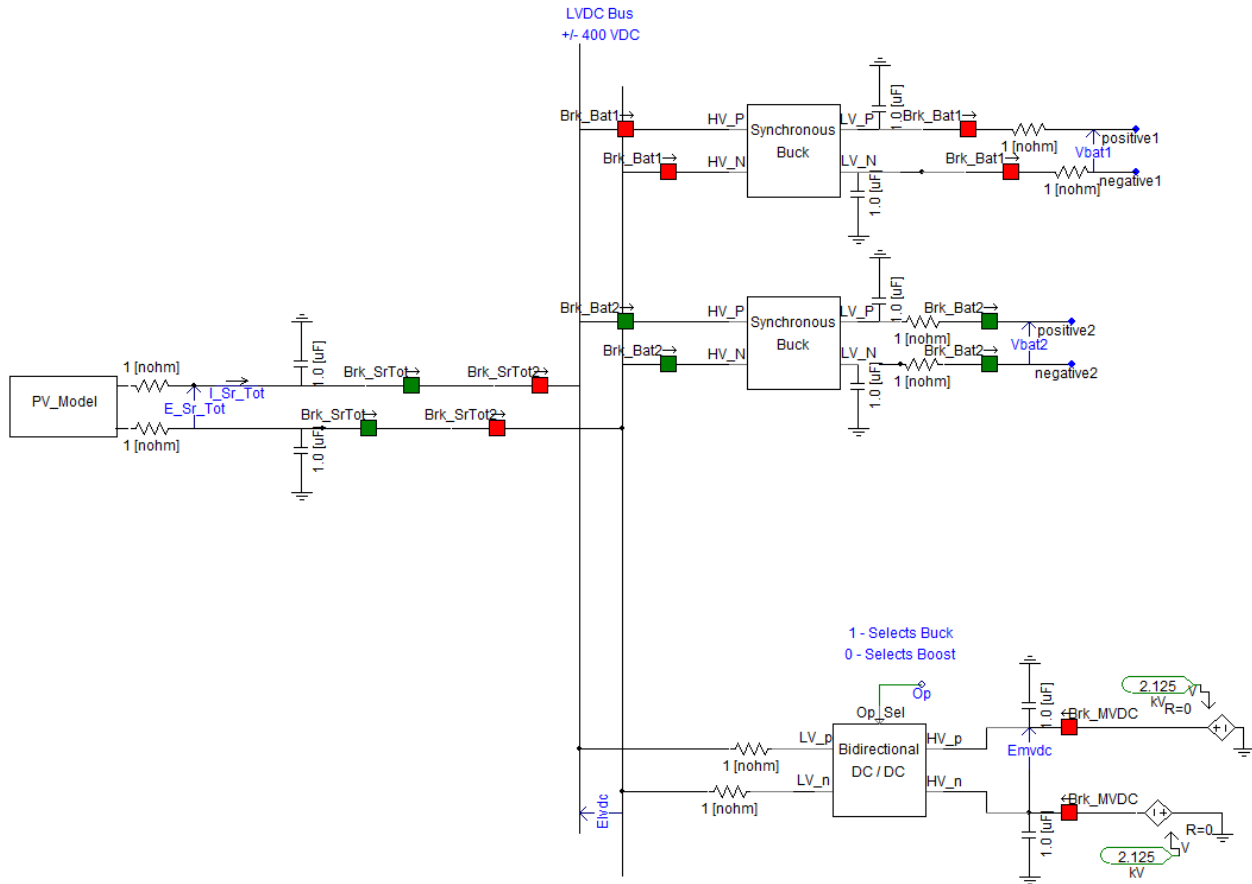 LVDC Bus
+/- 400 VDC
Brk_Bat1
HV_P
Synchronous
Buck
LV_P
1.0 [uF]
Brk_Bat1
1 [nohm]
positive1
Vbat1
Brk_Bat1
HV_N
LV_N
Brk_Bat1
1 [nohm]
negative1
1.0 [uF]
Brk_Bat2
HV_P
Synchronous
Buck
LV_P
1.0 [uF]
Brk_Bat2
1 [nohm]
positive2
Vbat2
Brk_Bat2
HV_N
LV_N
Brk_Bat2
1 [nohm]
negative2
1.0 [uF]
PV_Model
1 [nohm]
I_Sr_Tot
E_Sr_Tot
1.0 [uF]
Brk_SrTot
Brk_SrTot2
1 [nohm]
Brk_SrTot
Brk_SrTot2
1.0 [uF]
1 - Selects Buck
0 - Selects Boost
Op
Op_Sel
LV_p
Bidirectional
DC / DC
HV_p
1 [nohm]
LV_n
HV_n
1 [nohm]
Elvdc
Emvdc
1.0 [uF]
Brk_MVDC
2.125
kV
V
R=0
+ -
Brk_MVDC
- +
R=0
V
1.0 [uF]
2.125
kV